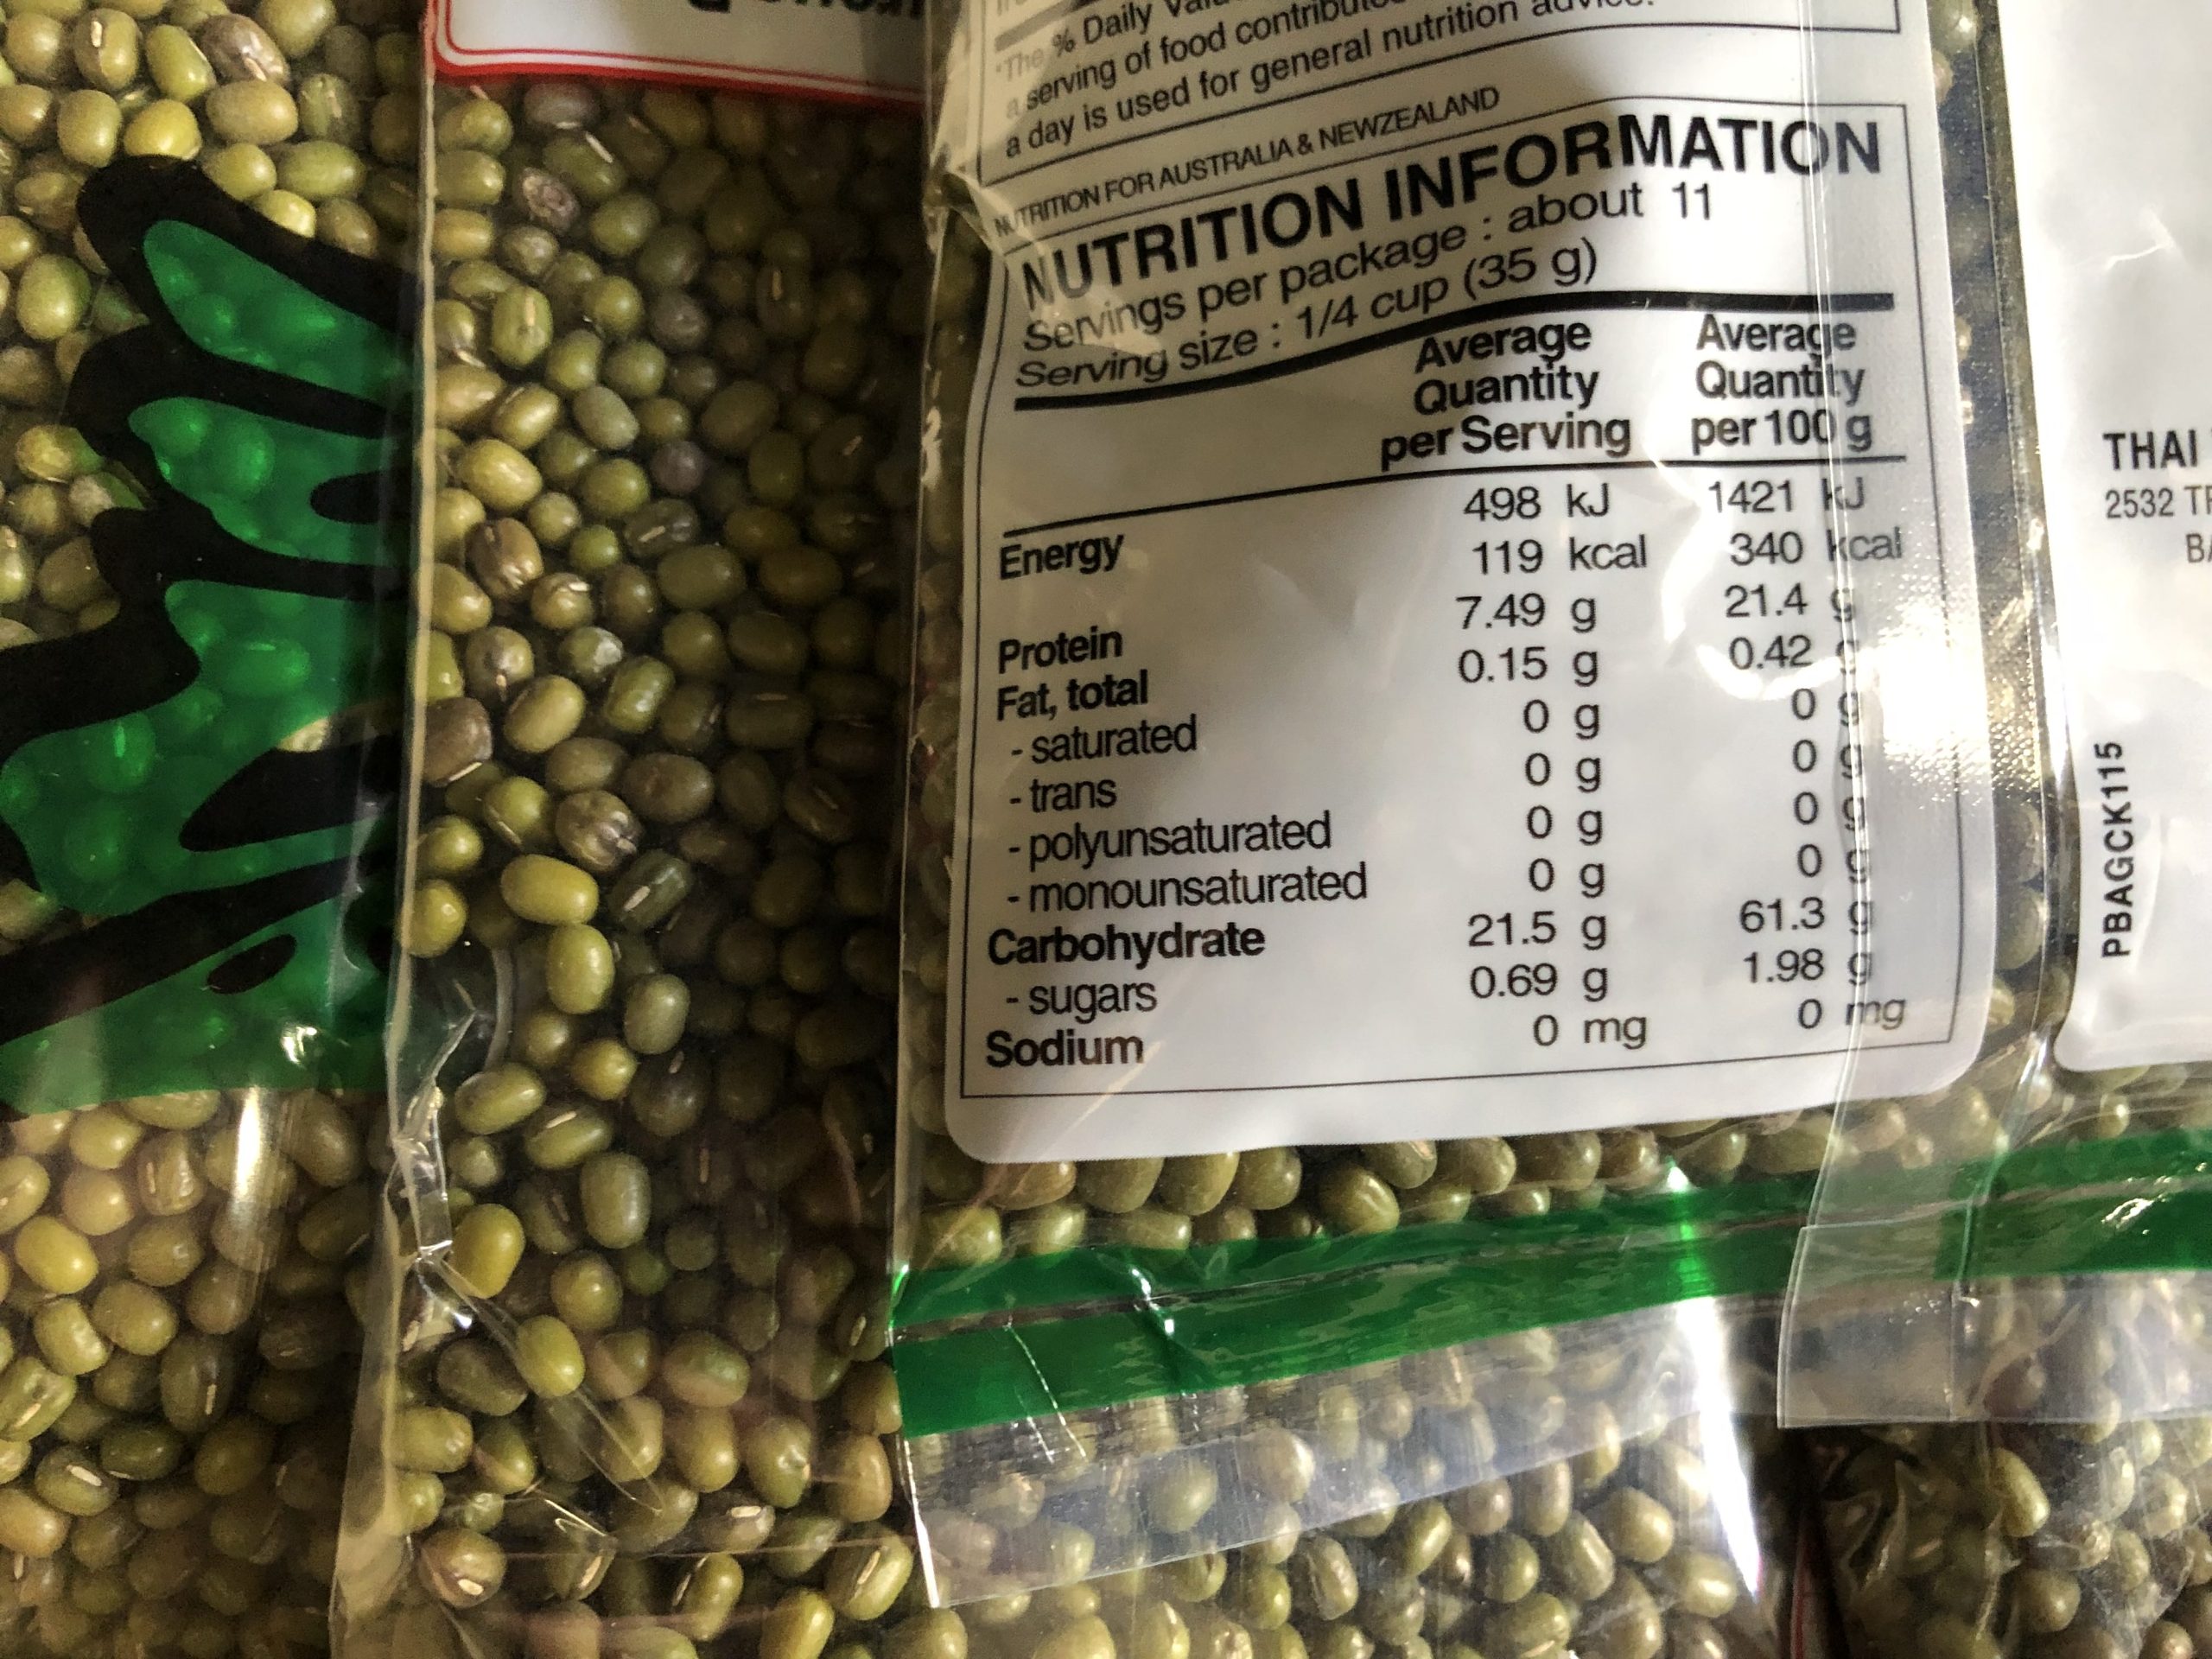 *The % Daily
a serving of food
a day is used for general nutrition advice.
NUTRITION FOR AUSTRALIA & NEWZEALAND
NUTRITION INFORMATION
Servings per package : about 11
Serving size : 1/4 cup (35 g)
Average Quantity per Serving Average Quantity per 100 g
Energy 498 kJ 1421 kJ
119 kcal 340 kcal
Protein 7.49 g 21.4 g
Fat, total 0.15 g 0.42 g
- saturated 0 g 0 g
- trans 0 g 0 g
- polyunsaturated 0 g 0 g
- monounsaturated 0 g 0 g
Carbohydrate 21.5 g 61.3 g
- sugars 0.69 g 1.98 g
Sodium 0 mg 0 mg
THAI
2532
PBAGCK115